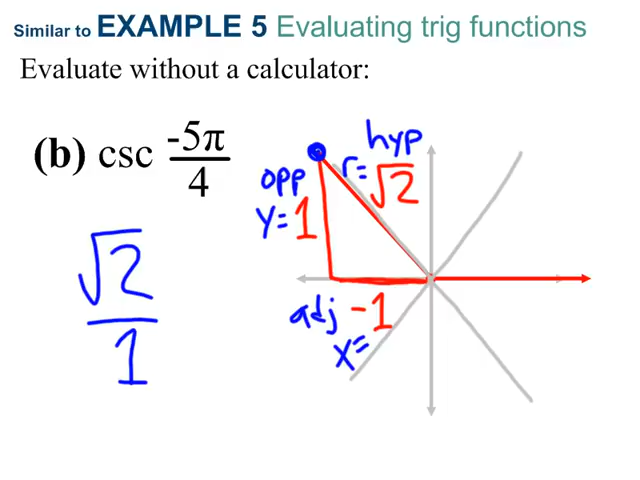 Similar to EXAMPLE 5 Evaluating trig functions
Evaluate without a calculator:
(b) csc -5π/4
hyp
r= √2
opp
y= 1
adj -1
x=
√2/1